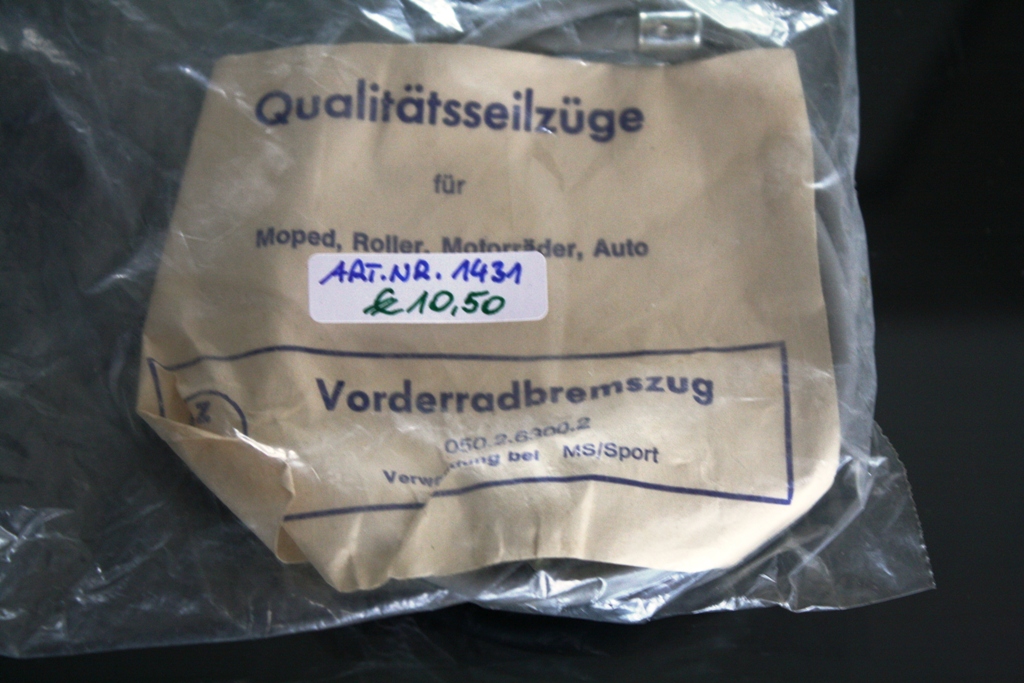 Qualitätsseilzüge
für
Moped, Roller, Motorräder, Auto
ART.NR. 1431
€ 10,50
Vorderradbremszug
050.2.6300.2
bei MS/Sport